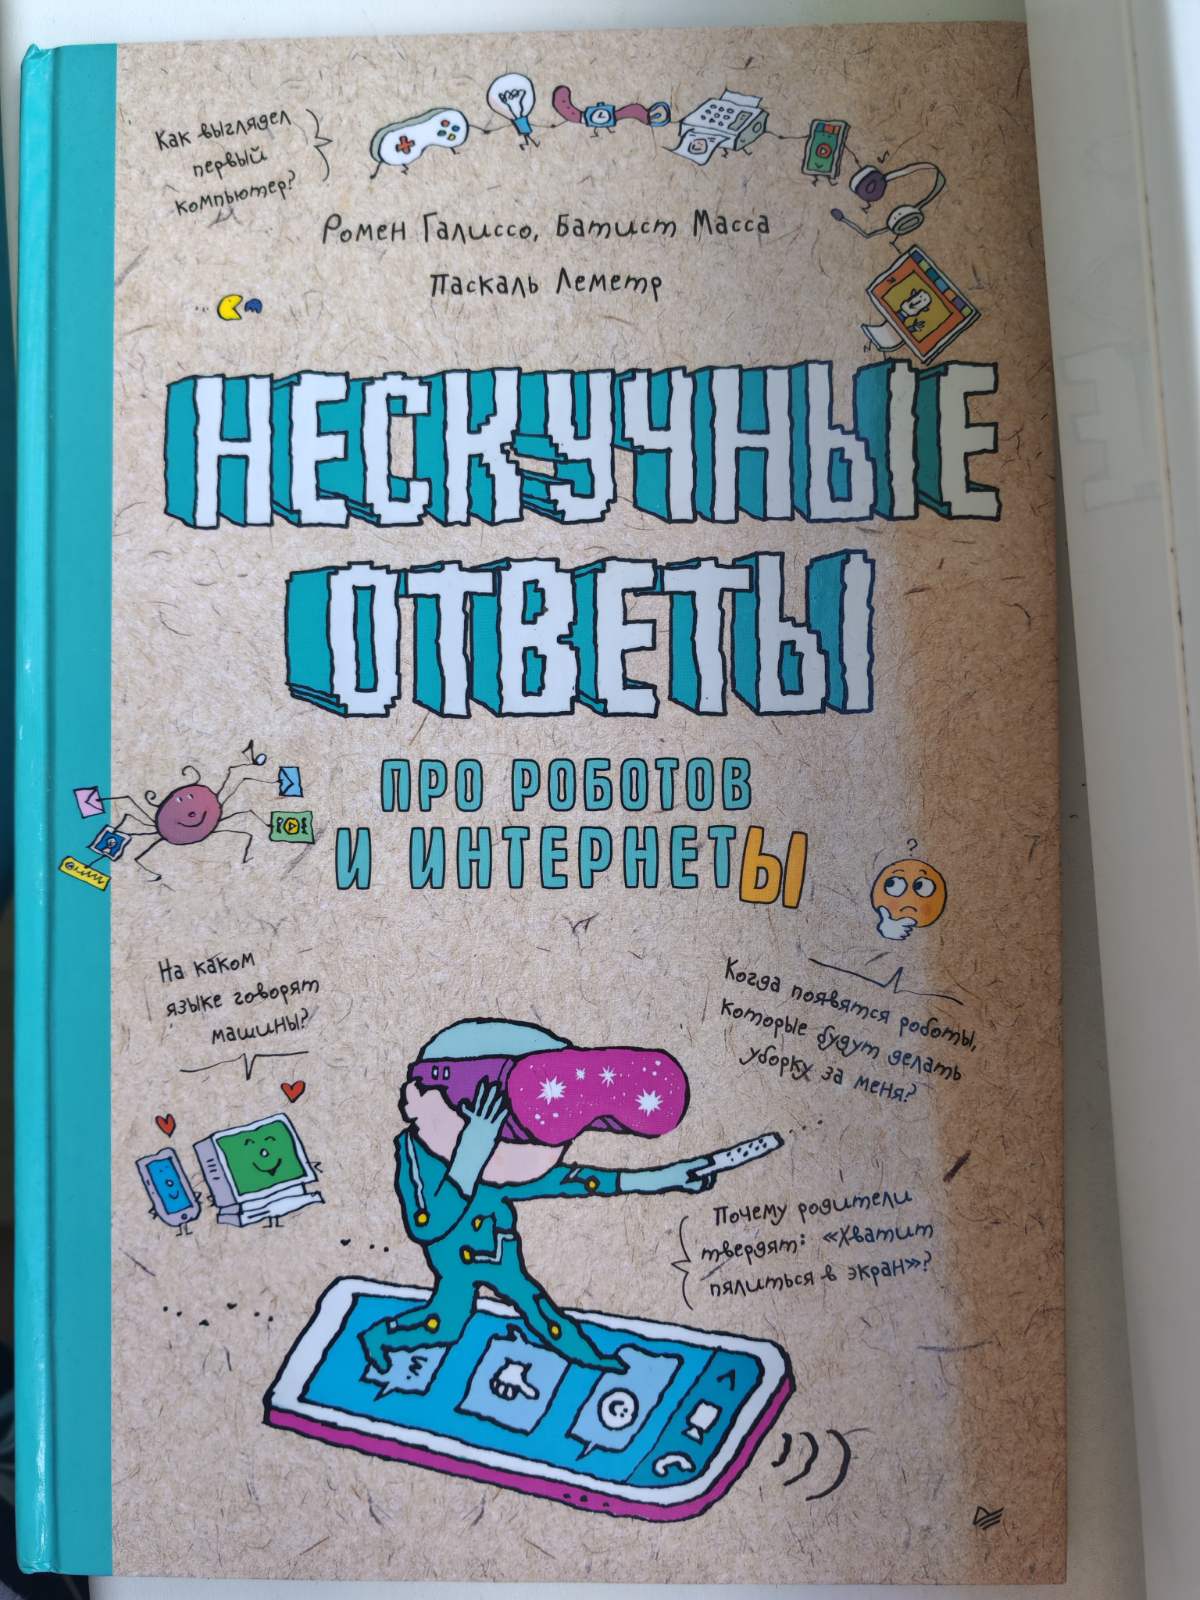 Как выглядел
первый
компьютер?
Ромен Галиссо, Батист Масса
Паскаль Леметр
НЕСКУЧНЫЕ
ОТВЕТЫ
ПРО РОБОТОВ
И ИНТЕРНЕТЫ
На каком
языке говорят
машины?
?
Когда появятся роботы,
которые будут делать
уборку за меня?
Почему родители
твердят: «Хватит
пялиться в экран»?